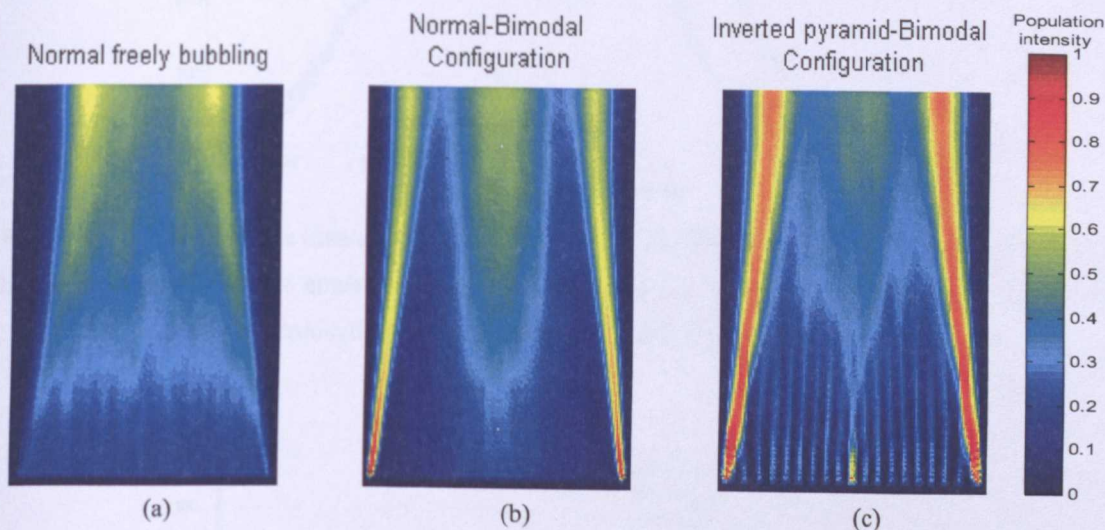 Normal freely bubbling
Normal-Bimodal
Configuration
Inverted pyramid-Bimodal
Configuration
Population
intensity
1
0.9
0.8
0.7
0.6
0.5
0.4
0.3
0.2
0.1
0
(a)
(b)
(c)